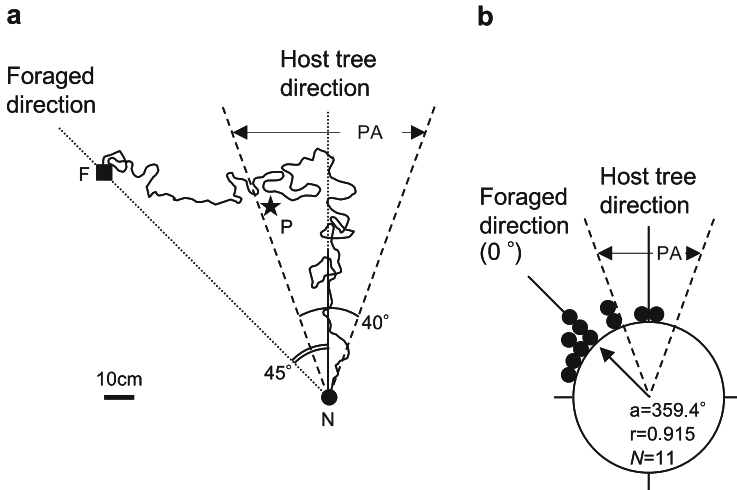 a
Foraged
direction
Host tree
direction
PA
F
P
40°
45°
10cm
N
b
Foraged
direction
(0 °)
Host tree
direction
PA
a=359.4°
r=0.915
N=11